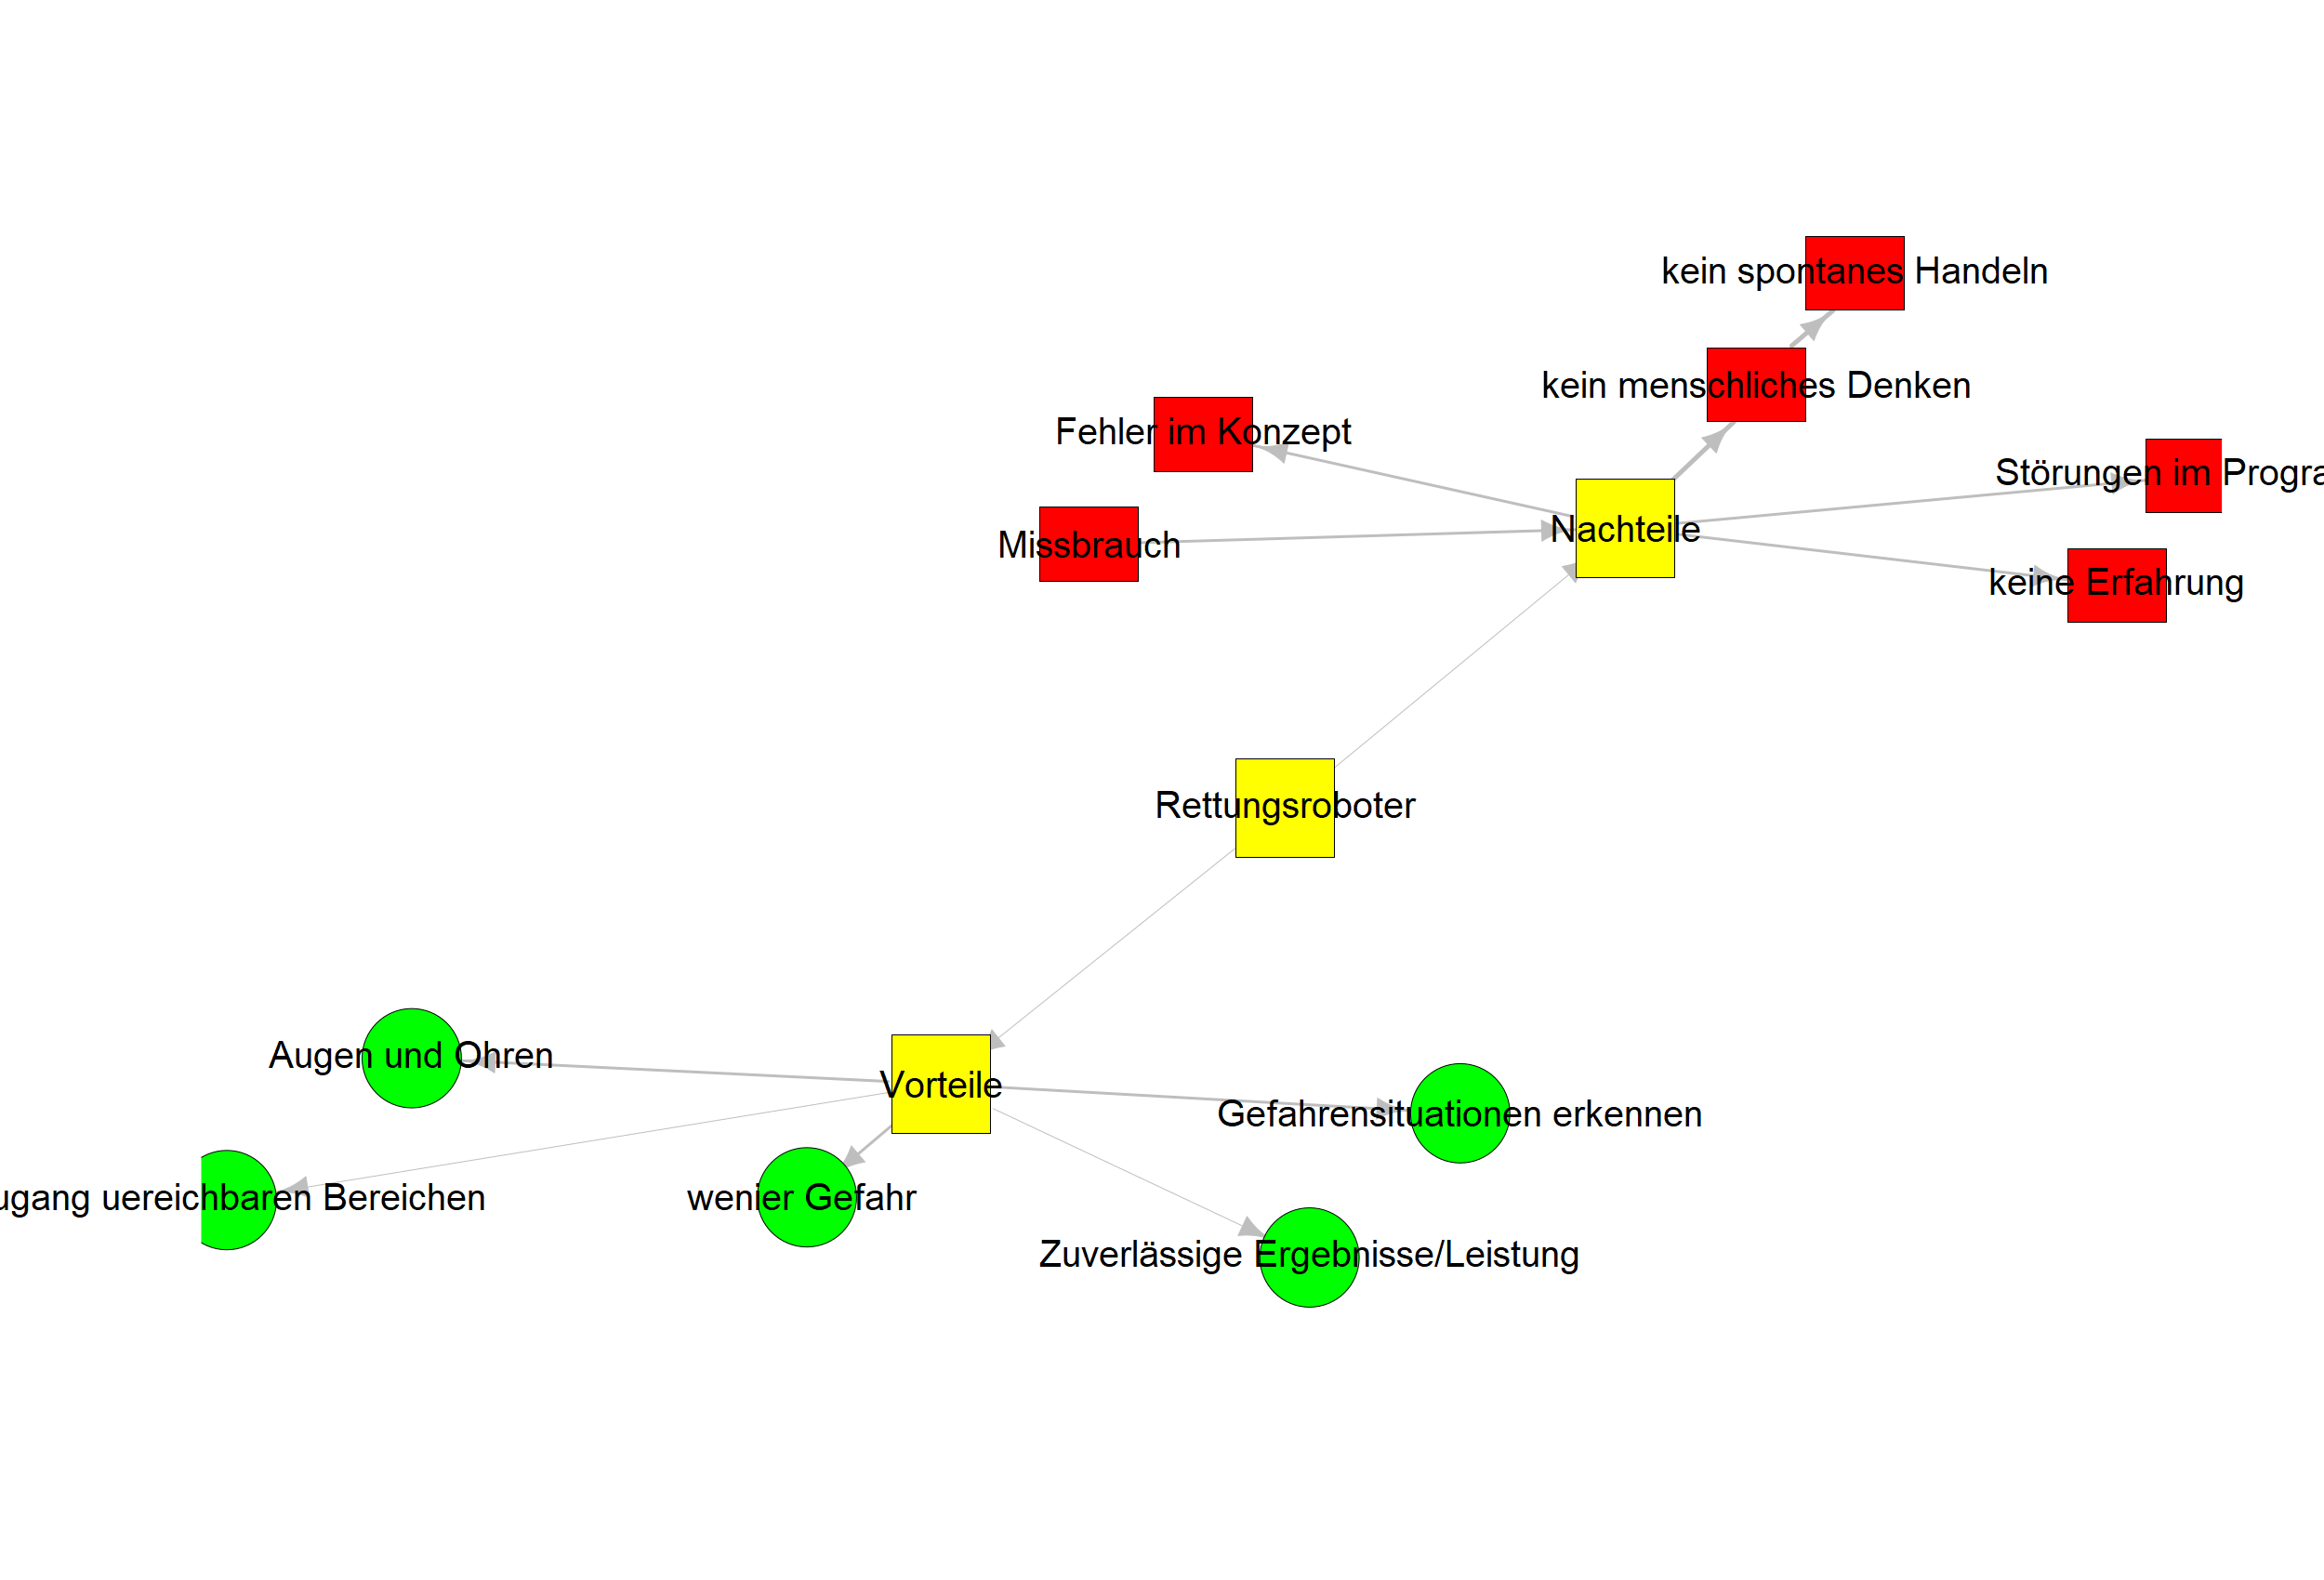 kein spontanes Handeln
kein menschliches Denken
Fehler im Konzept
Störungen im Progra
Nachteile
Missbrauch
keine Erfahrung
Rettungsroboter
Augen und Ohren
Vorteile
Gefahrensituationen erkennen
ugang uereichbaren Bereichen
wenier Gefahr
Zuverlässige Ergebnisse/Leistung